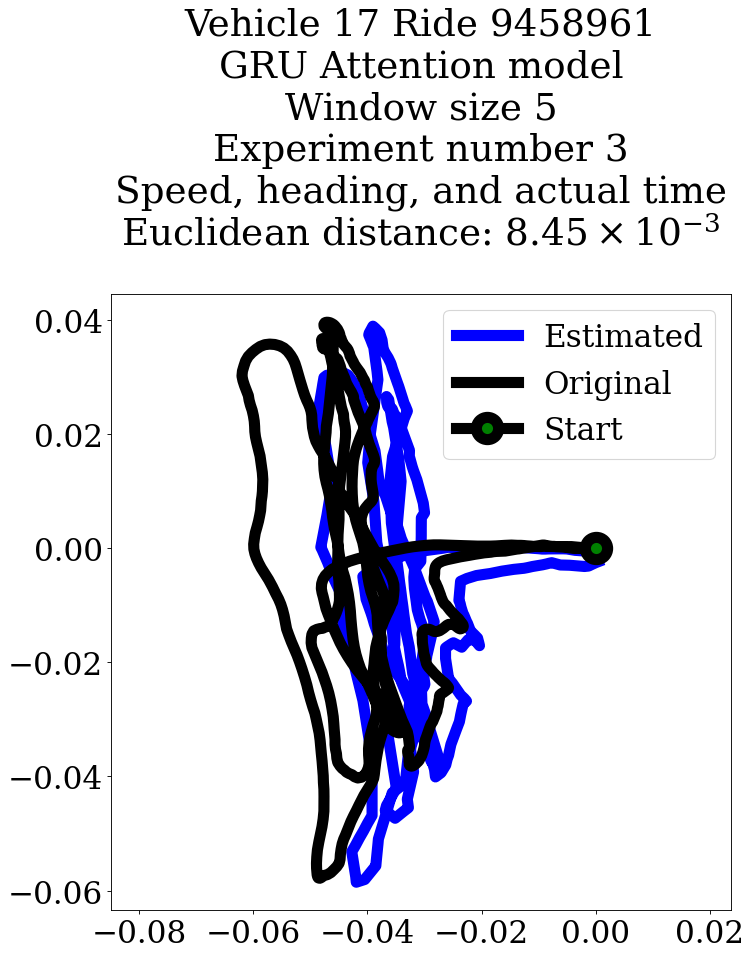 Vehicle 17 Ride 9458961
GRU Attention model
Window size 5
Experiment number 3
Speed, heading, and actual time
Euclidean distance: 8.45 × 10⁻³
Estimated
Original
Start
0.04
0.02
0.00
−0.02
−0.04
−0.06
−0.08 −0.06 −0.04 −0.02 0.00 0.02